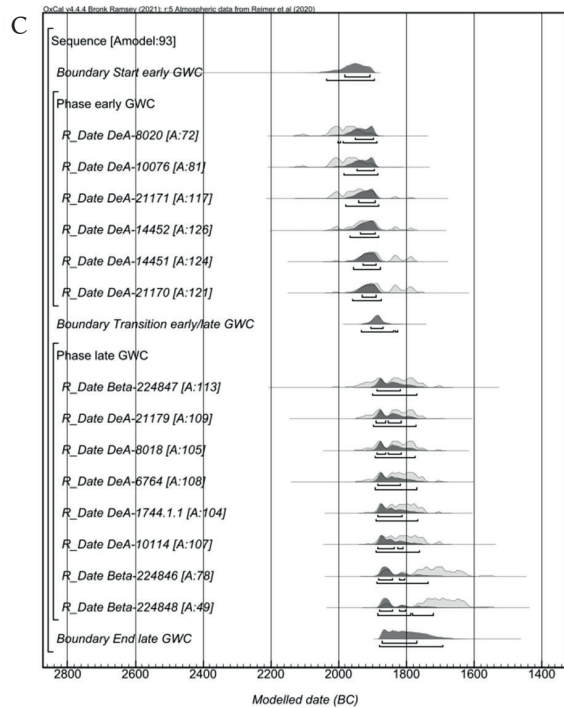 C
OxCal v4.4.4 Bronk Ramsey (2021); r:5 Atmospheric data from Reimer et al (2020)
Sequence [Amodel:93]
Boundary Start early GWC
Phase early GWC
R_Date DeA-8020 [A:72]
R_Date DeA-10076 [A:81]
R_Date DeA-21171 [A:117]
R_Date DeA-14452 [A:126]
R_Date DeA-14451 [A:124]
R_Date DeA-21170 [A:121]
Boundary Transition early/late GWC
Phase late GWC
R_Date Beta-224847 [A:113]
R_Date DeA-21179 [A:109]
R_Date DeA-8018 [A:105]
R_Date DeA-6764 [A:108]
R_Date DeA-1744.1.1 [A:104]
R_Date DeA-10114 [A:107]
R_Date Beta-224846 [A:78]
R_Date Beta-224848 [A:49]
Boundary End late GWC
2800 2600 2400 2200 2000 1800 1600 1400
Modelled date (BC)